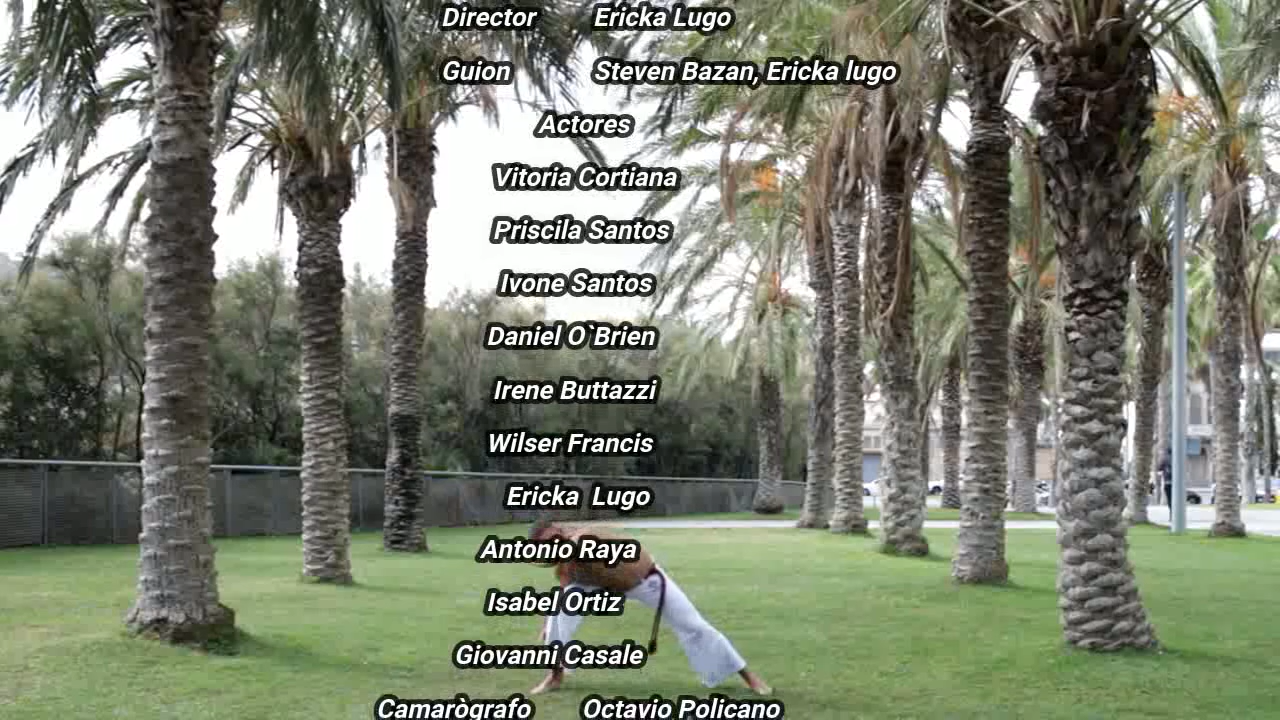 Director Ericka Lugo
Guion Steven Bazan, Ericka lugo
Actores
Vitoria Cortiana
Priscila Santos
Ivone Santos
Daniel O`Brien
Irene Buttazzi
Wilser Francis
Ericka Lugo
Antonio Raya
Isabel Ortiz
Giovanni Casale
Camarògrafo Octavio Policano